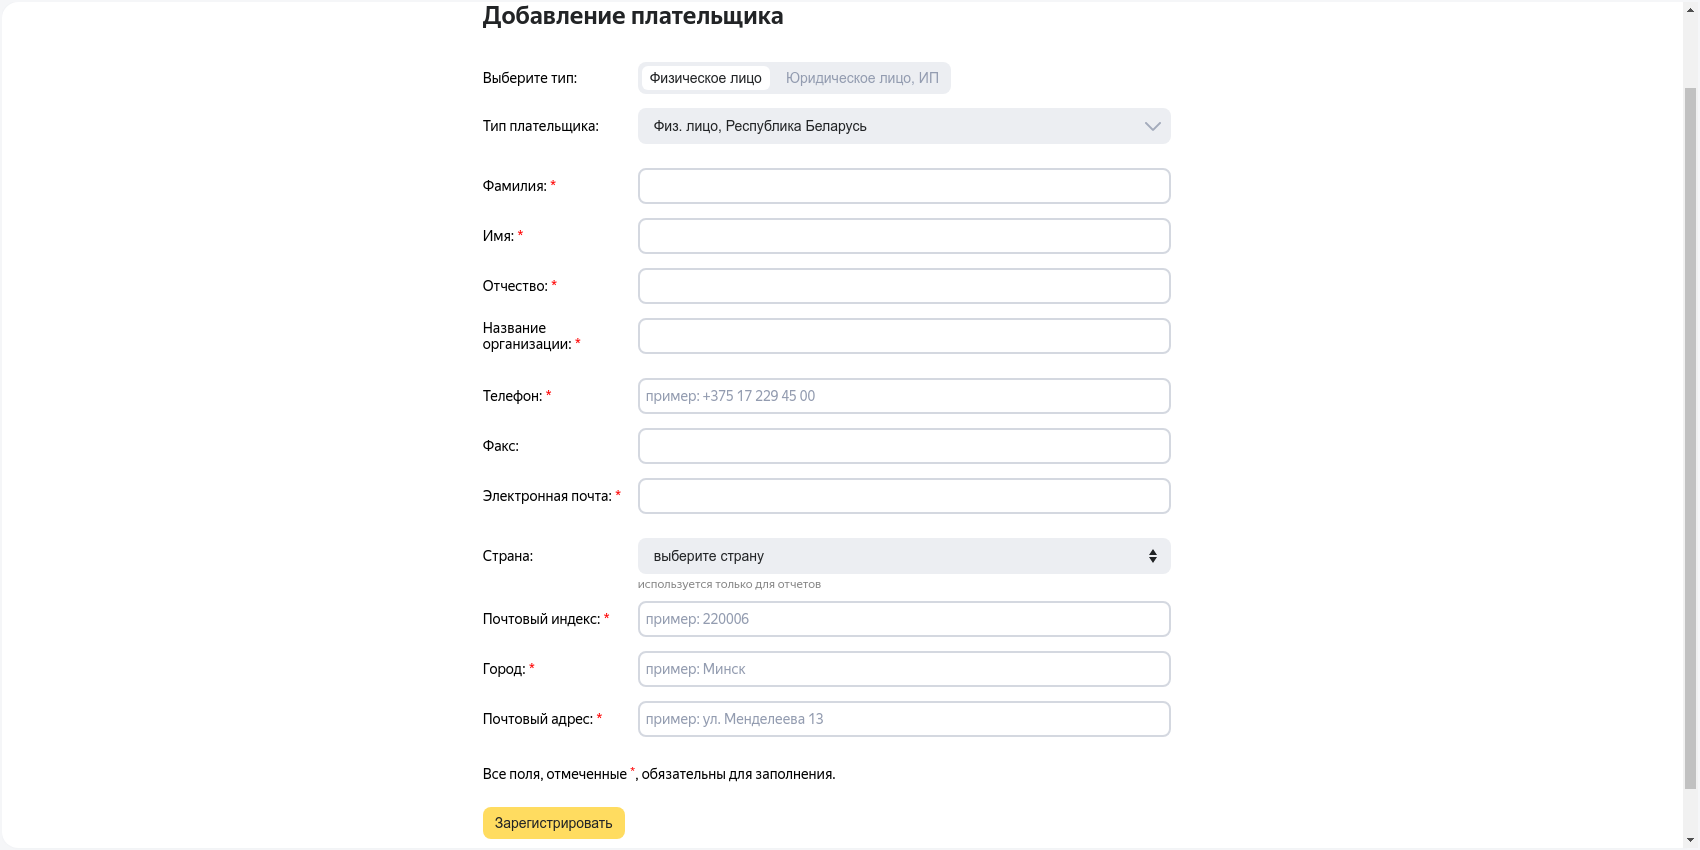 Добавление плательщика
Выберите тип: Физическое лицо Юридическое лицо, ИП
Тип плательщика: Физ. лицо, Республика Беларусь
Фамилия: *
Имя: *
Отчество: *
Название
организации: *
Телефон: * пример: +375 17 229 45 00
Факс:
Электронная почта: *
Страна: выберите страну
используется только для отчетов
Почтовый индекс: * пример: 220006
Город: * пример: Минск
Почтовый адрес: * пример: ул. Менделеева 13
Все поля, отмеченные *, обязательны для заполнения.
Зарегистрировать